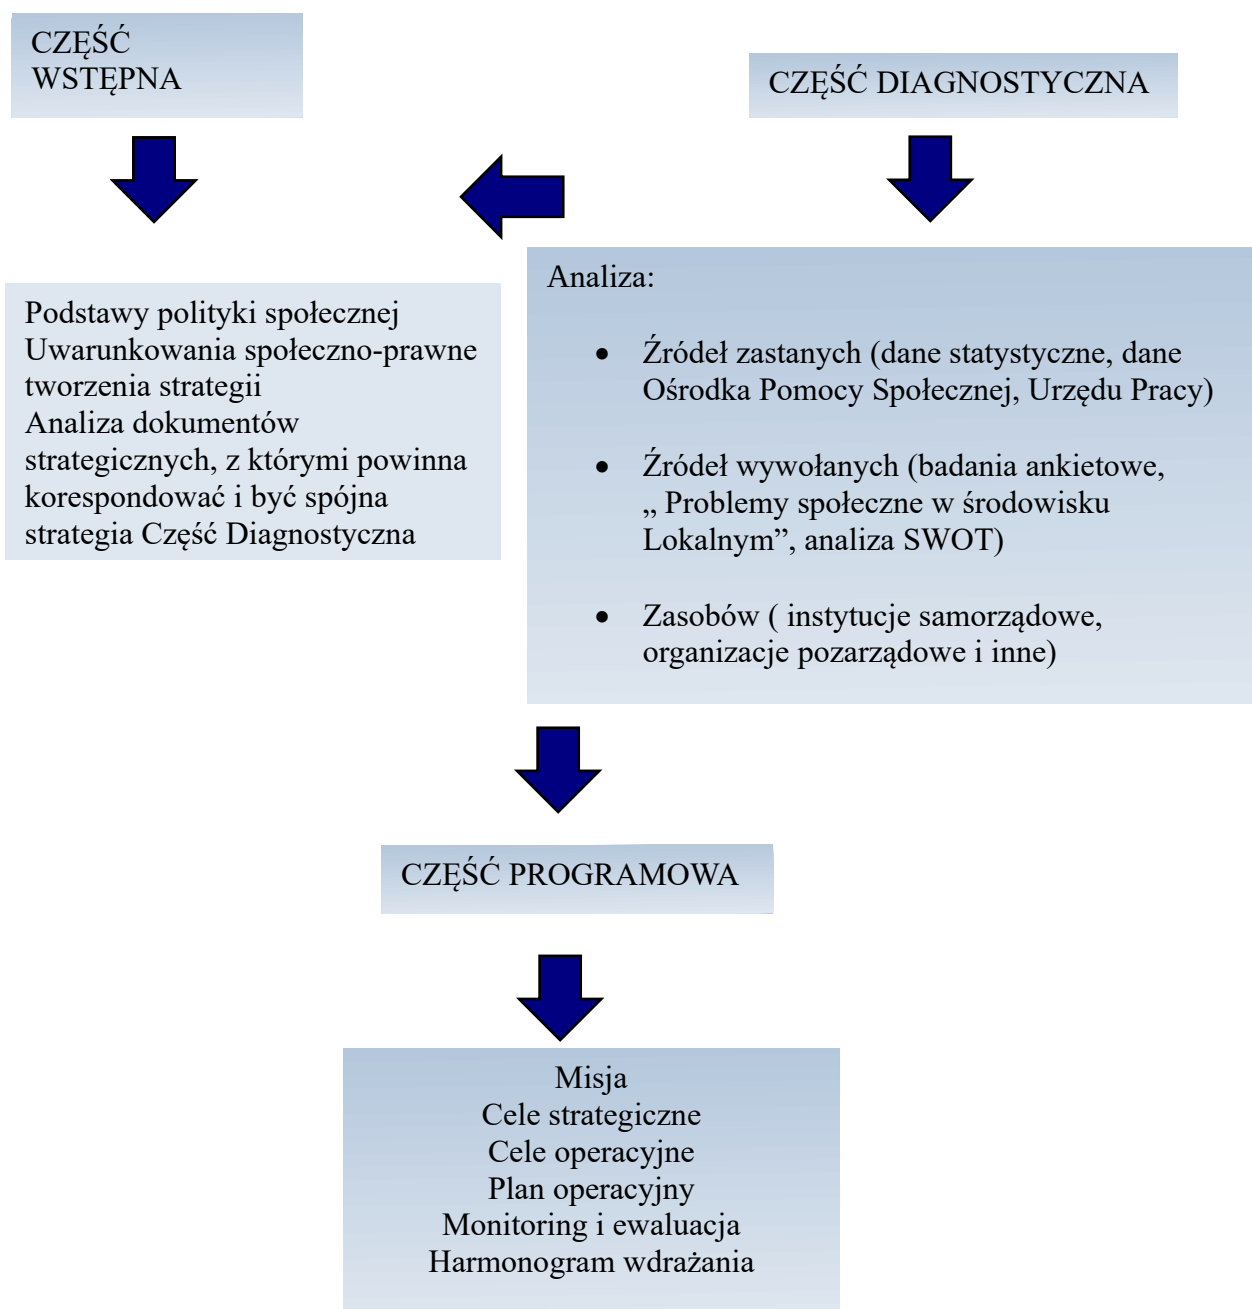 CZĘŚĆ
WSTĘPNA
CZĘŚĆ DIAGNOSTYCZNA
Podstawy polityki społecznej
Uwarunkowania społeczno-prawne
tworzenia strategii
Analiza dokumentów
strategicznych, z którymi powinna
korespondować i być spójna
strategia Część Diagnostyczna
Analiza:
• Źródeł zastanych (dane statystyczne, dane
Ośrodka Pomocy Społecznej, Urzędu Pracy)
• Źródeł wywołanych (badania ankietowe,
„ Problemy społeczne w środowisku
Lokalnym”, analiza SWOT)
• Zasobów ( instytucje samorządowe,
organizacje pozarządowe i inne)
CZĘŚĆ PROGRAMOWA
Misja
Cele strategiczne
Cele operacyjne
Plan operacyjny
Monitoring i ewaluacja
Harmonogram wdrażania